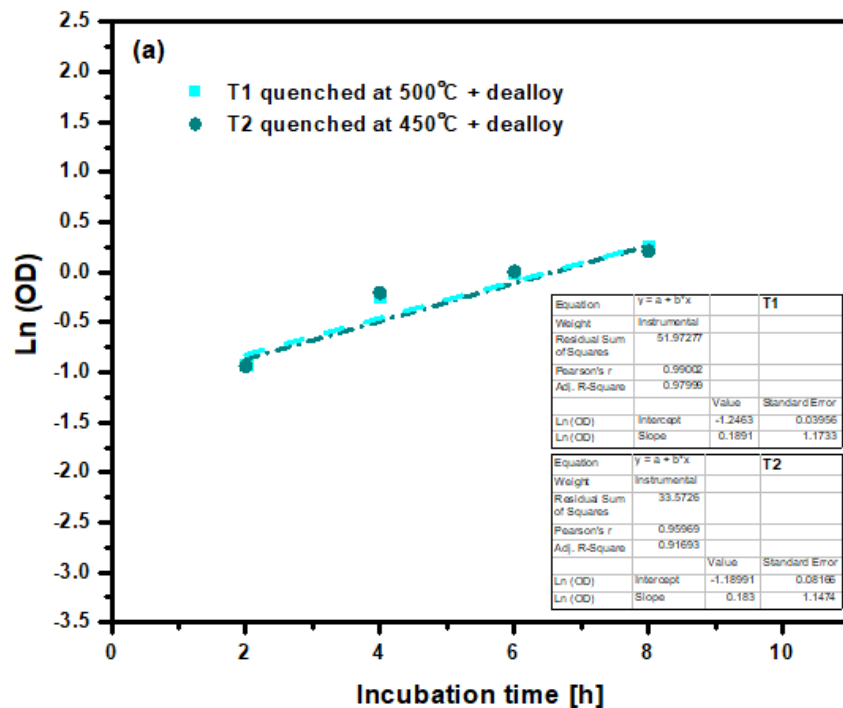 (a)
T1 quenched at 500℃ + dealloy
T2 quenched at 450℃ + dealloy
Ln (OD)
2.5
2.0
1.5
1.0
0.5
0.0
-0.5
-1.0
-1.5
-2.0
-2.5
-3.0
-3.5
Equation y = a + b*x T1
Weight Instrumental
Residual Sum of Squares 51.97277
Pearson's r 0.99002
Adj. R-Square 0.97999
Value Standard Error
Ln (OD) Intercept -1.2463 0.03956
Ln (OD) Slope 0.1891 1.1733
Equation y = a + b*x T2
Weight Instrumental
Residual Sum of Squares 33.5726
Pearson's r 0.95969
Adj. R-Square 0.91693
Value Standard Error
Ln (OD) Intercept -1.18991 0.08166
Ln (OD) Slope 0.183 1.1474
0 2 4 6 8 10
Incubation time [h]